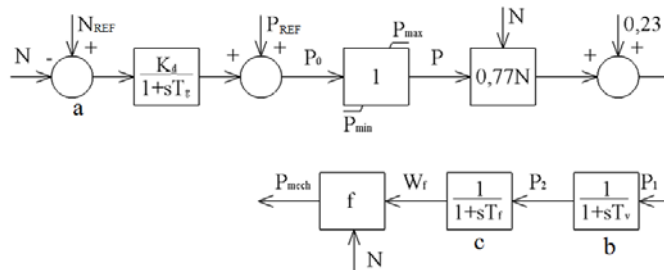 N_REF
P_REF
N
0,23
P_max
N
-
+
+
+
+
+
P_0
P
K_d
1+sT_g
1
0,77N
a
P_min
P_mech
W_f
P_2
P_1
f
1
1+sT_f
1
1+sT_v
c
b
N